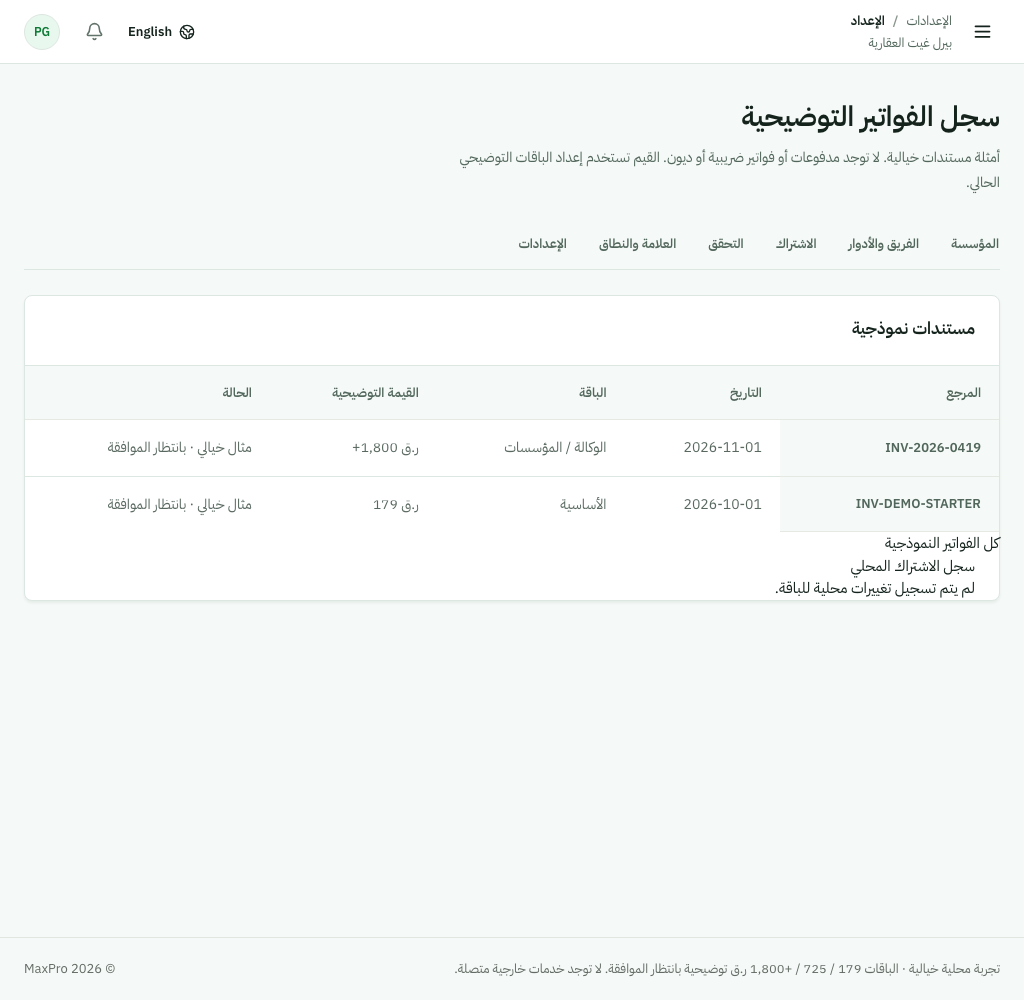 الإعدادات / الإعداد
بيرل غيت العقارية
English
PG
سجل الفواتير التوضيحية
أمثلة مستندات خيالية. لا توجد مدفوعات أو فواتير ضريبية أو ديون. القيم تستخدم إعداد الباقات التوضيحي
الحالي.
المؤسسة الفريق والأدوار الاشتراك التحقق العلامة والنطاق الإعدادات
مستندات نموذجية
المرجع التاريخ الباقة القيمة التوضيحية الحالة
INV-2026-0419 2026-11-01 الوكالة / المؤسسات ر.ق 1,800+ مثال خيالي · بانتظار الموافقة
INV-DEMO-STARTER 2026-10-01 الأساسية ر.ق 179 مثال خيالي · بانتظار الموافقة
كل الفواتير النموذجية
سجل الاشتراك المحلي
لم يتم تسجيل تغييرات محلية للباقة.
تجربة محلية خيالية · الباقات 179 / 725 / 1,800+ ر.ق توضيحية بانتظار الموافقة. لا توجد خدمات خارجية متصلة.
MaxPro 2026 ©